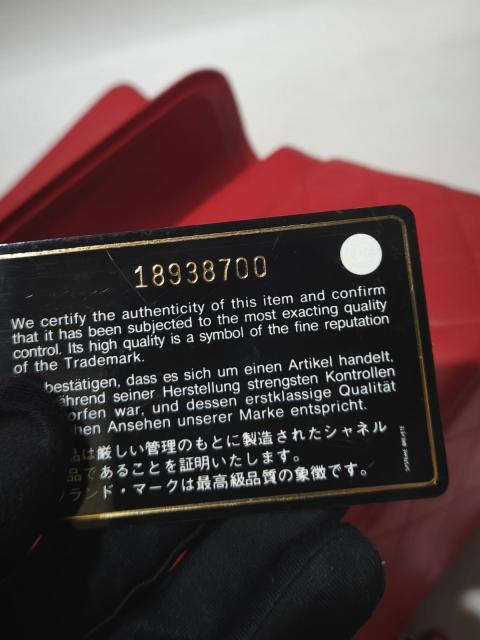 18938700
We certify the authenticity of this item and confirm
that it has been subjected to the most exacting quality
control. Its high quality is a symbol of the fine reputation
of the Trademark.
bestätigen, dass es sich um einen Artikel handelt,
ährend seiner Herstellung strengsten Kontrollen
orfen war, und dessen erstklassige Qualität
hen Ansehen unserer Marke entspricht.
品は厳しい管理のもとに製造されたシャネル
品であることを証明いたします。
ランド・マークは最高級品質の象徴です。